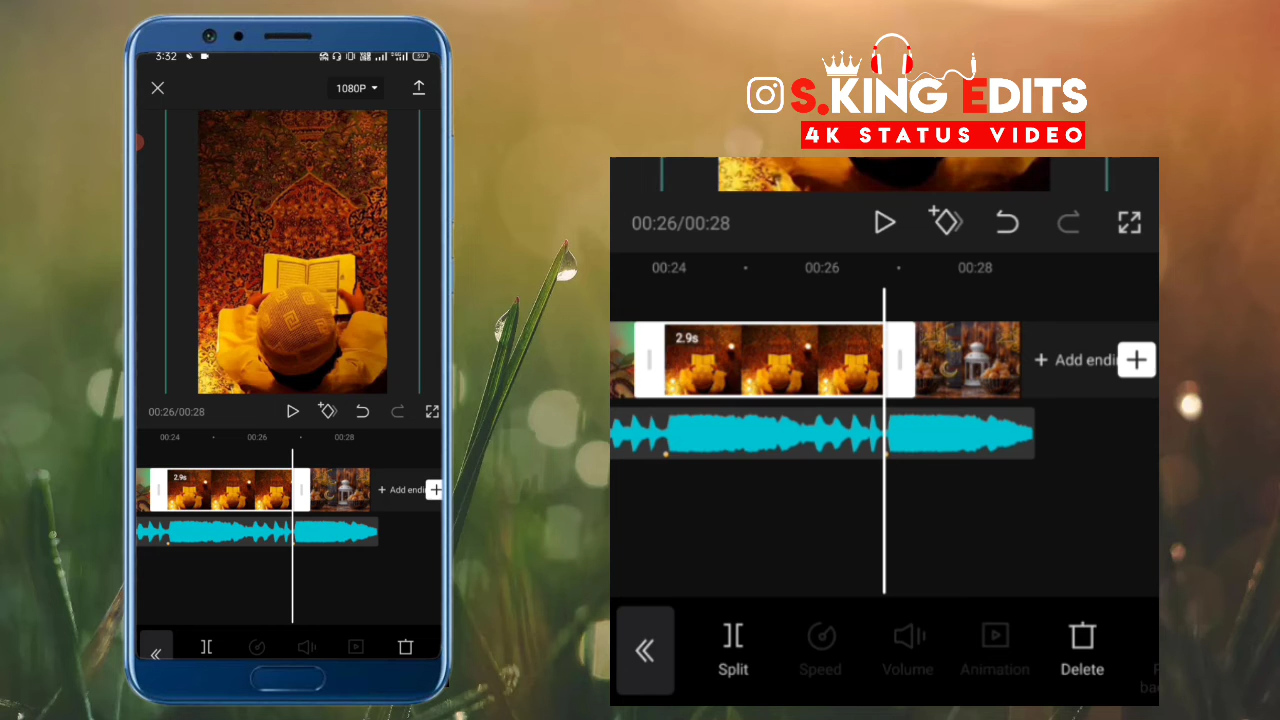 3:32
1080P
00:26/00:28
00:24
00:26
00:28
2.9s
+ Add endi
S.KING EDITS
4K STATUS VIDEO
00:26/00:28
00:24
00:26
00:28
2.9s
+ Add endi
Split
Speed
Volume
Animation
Delete